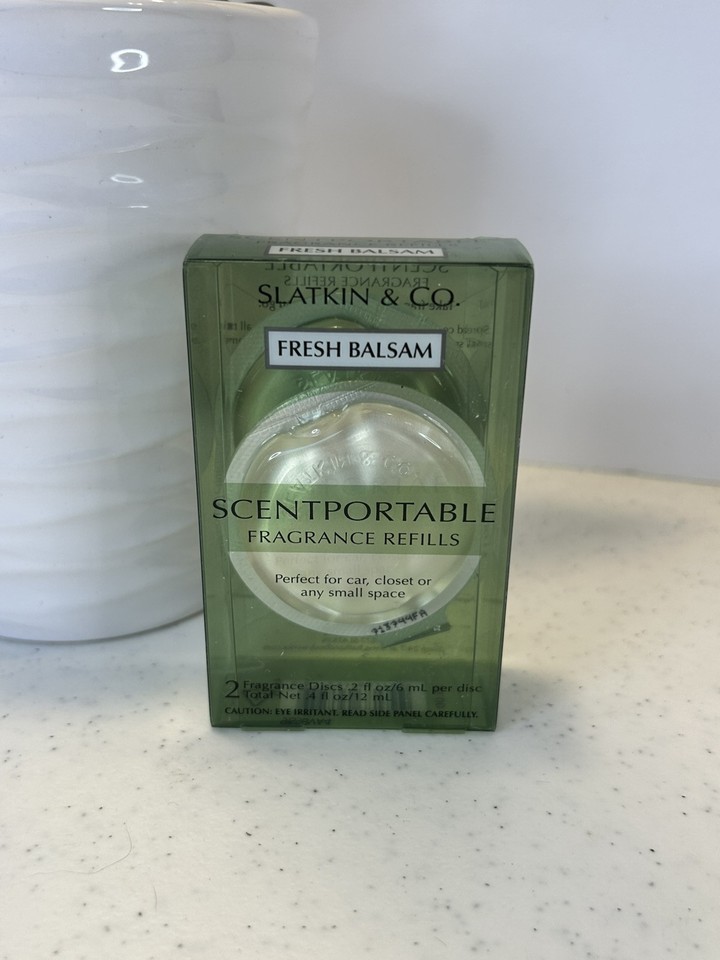 FRESH BALSAM
SLATKIN & CO.
FRESH BALSAM
SCENTPORTABLE
FRAGRANCE REFILLS
Perfect for car, closet or
any small space
2 Fragrance Discs .2 fl oz/6 mL per disc
Total Net .4 fl oz/12 mL
CAUTION: EYE IRRITANT. READ SIDE PANEL CAREFULLY.